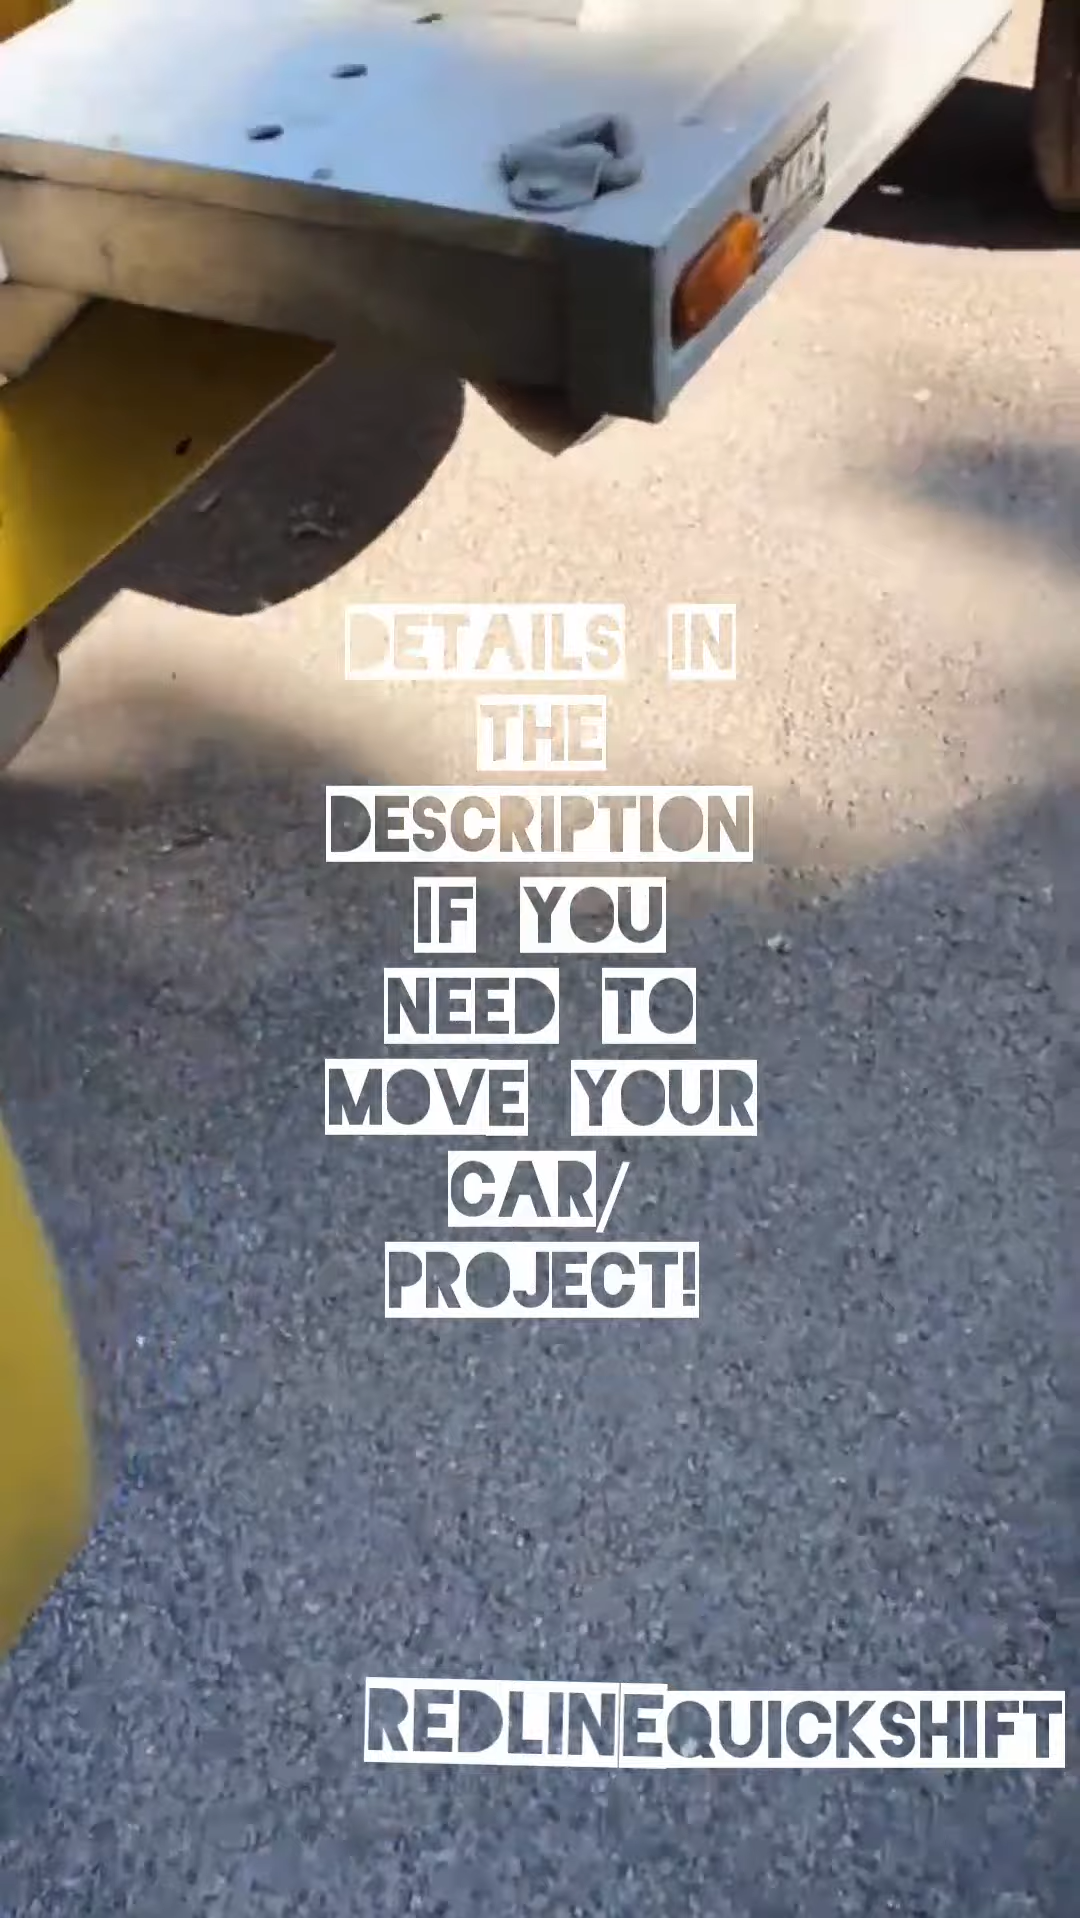 DETAILS IN
THE
DESCRIPTION
IF YOU
NEED TO
MOVE YOUR
CAR/
PROJECT!
REDLINEQUICKSHIFT